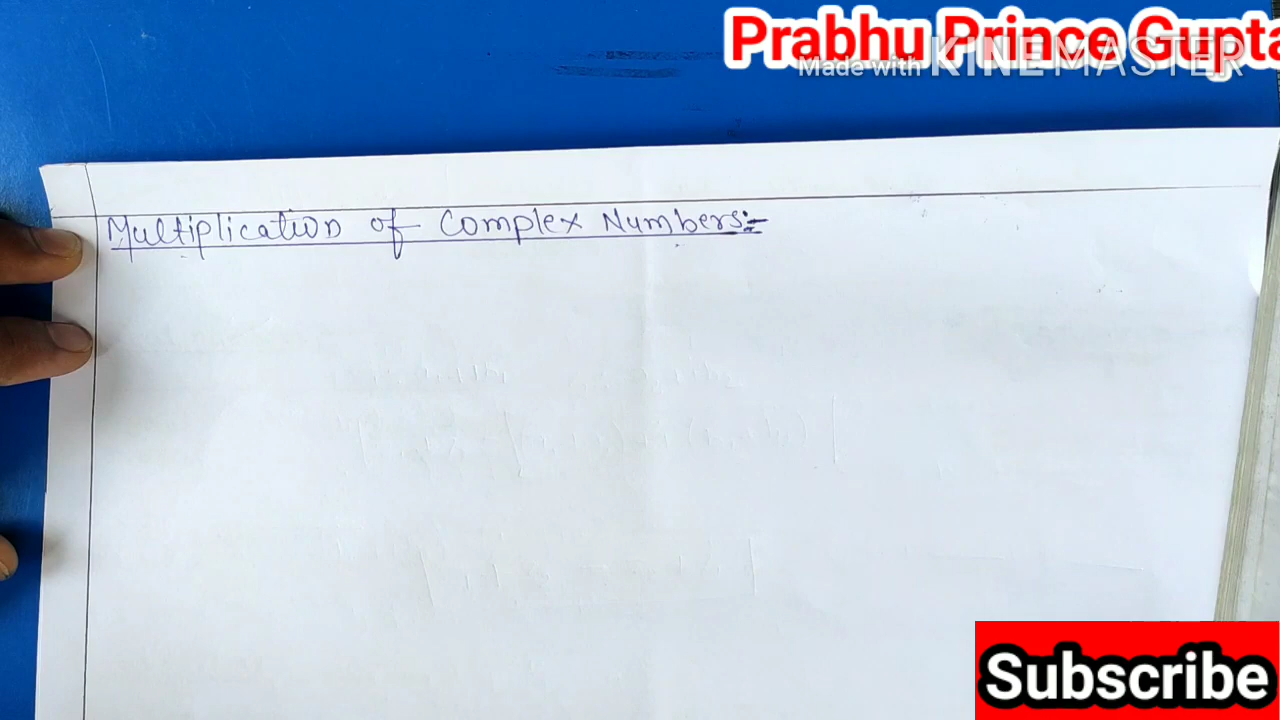 Prabhu Prince Gupta
Made with KINEMASTER
Multiplication of Complex Numbers:-
Subscribe